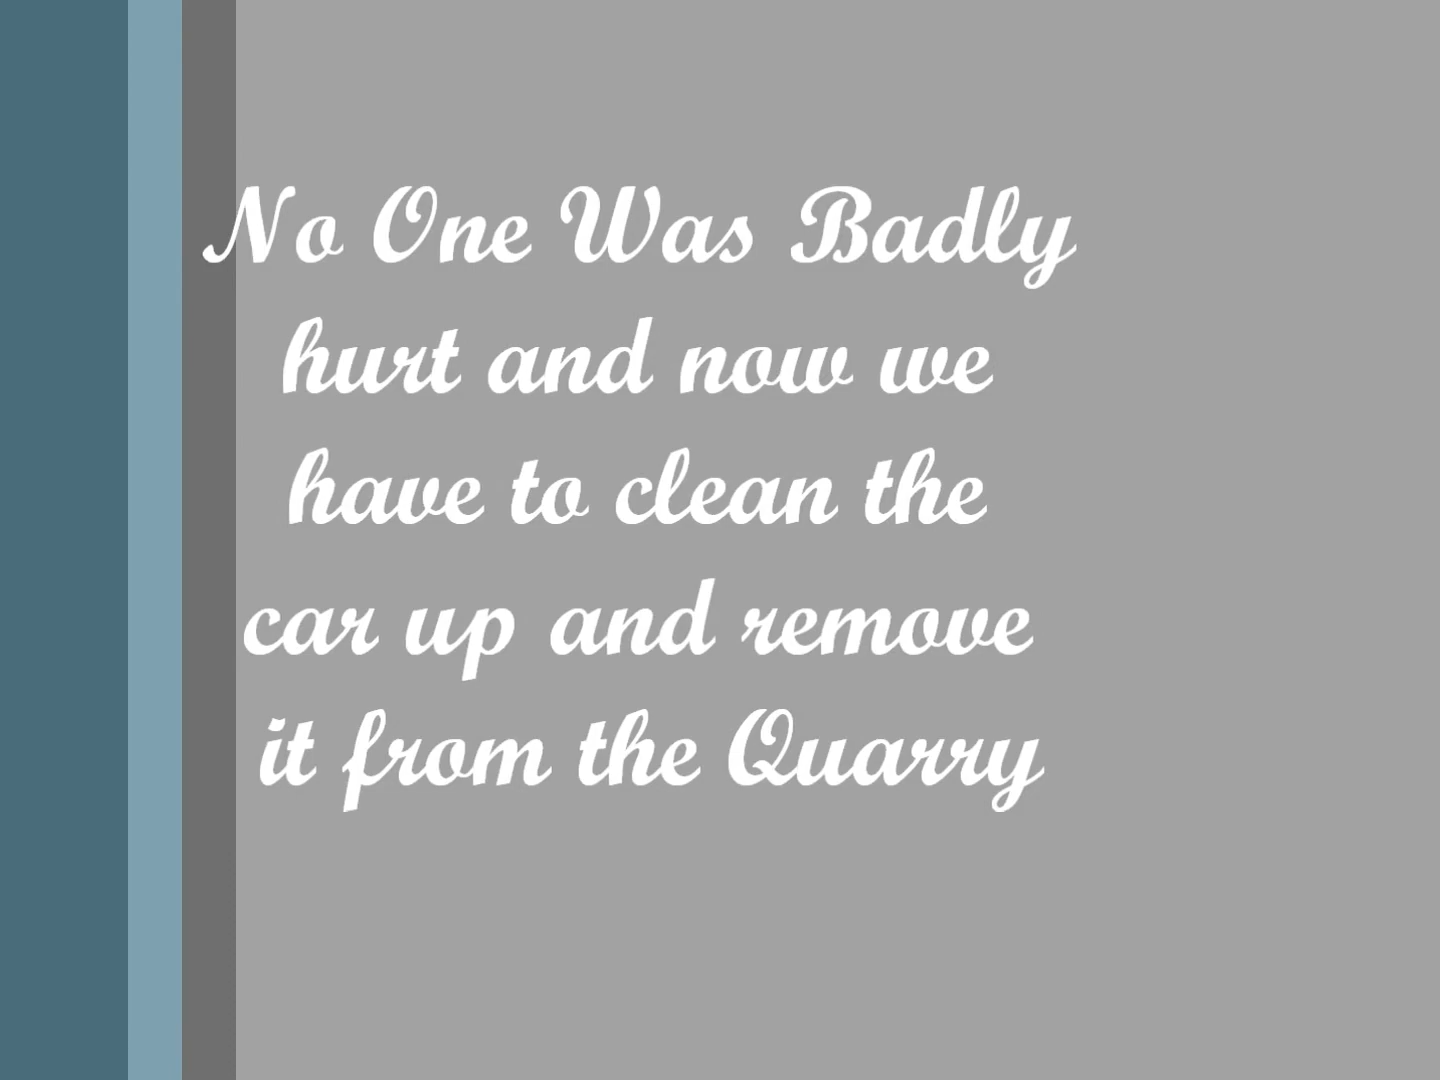 No One Was Badly
hurt and now we
have to clean the
car up and remove
it from the Quarry